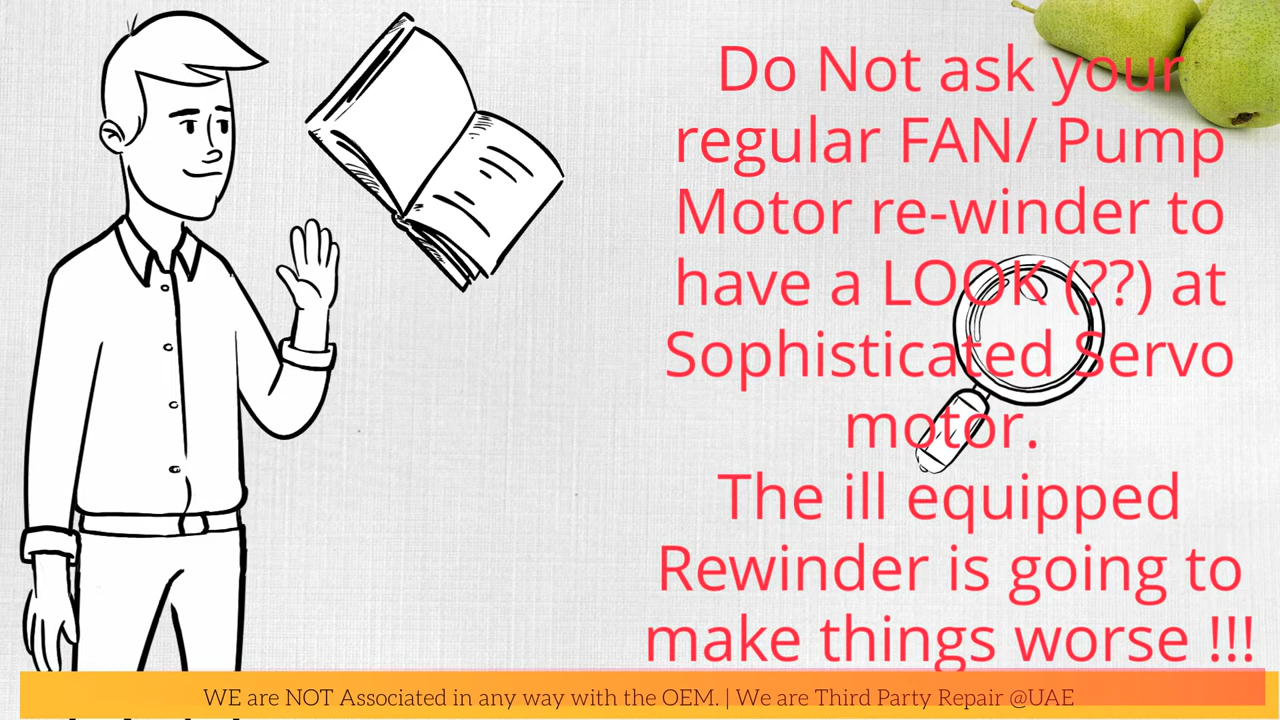 Do Not ask your
regular FAN/ Pump
Motor re-winder to
have a LOOK (??) at
Sophisticated Servo
motor.
The ill equipped
Rewinder is going to
make things worse !!!
WE are NOT Associated in any way with the OEM. | We are Third Party Repair @UAE